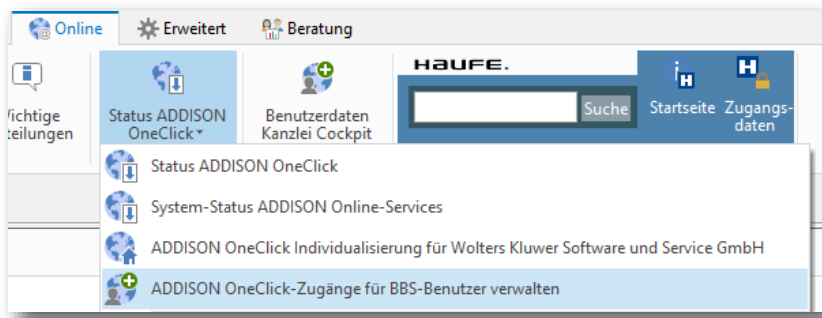 Online Erweitert Beratung
HAUFE.
Suche
Status ADDISON
OneClick
Benutzerdaten
Kanzlei Cockpit
Startseite
Zugangs-
daten
Status ADDISON OneClick
System-Status ADDISON Online-Services
ADDISON OneClick Individualisierung für Wolters Kluwer Software und Service GmbH
ADDISON OneClick-Zugänge für BBS-Benutzer verwalten